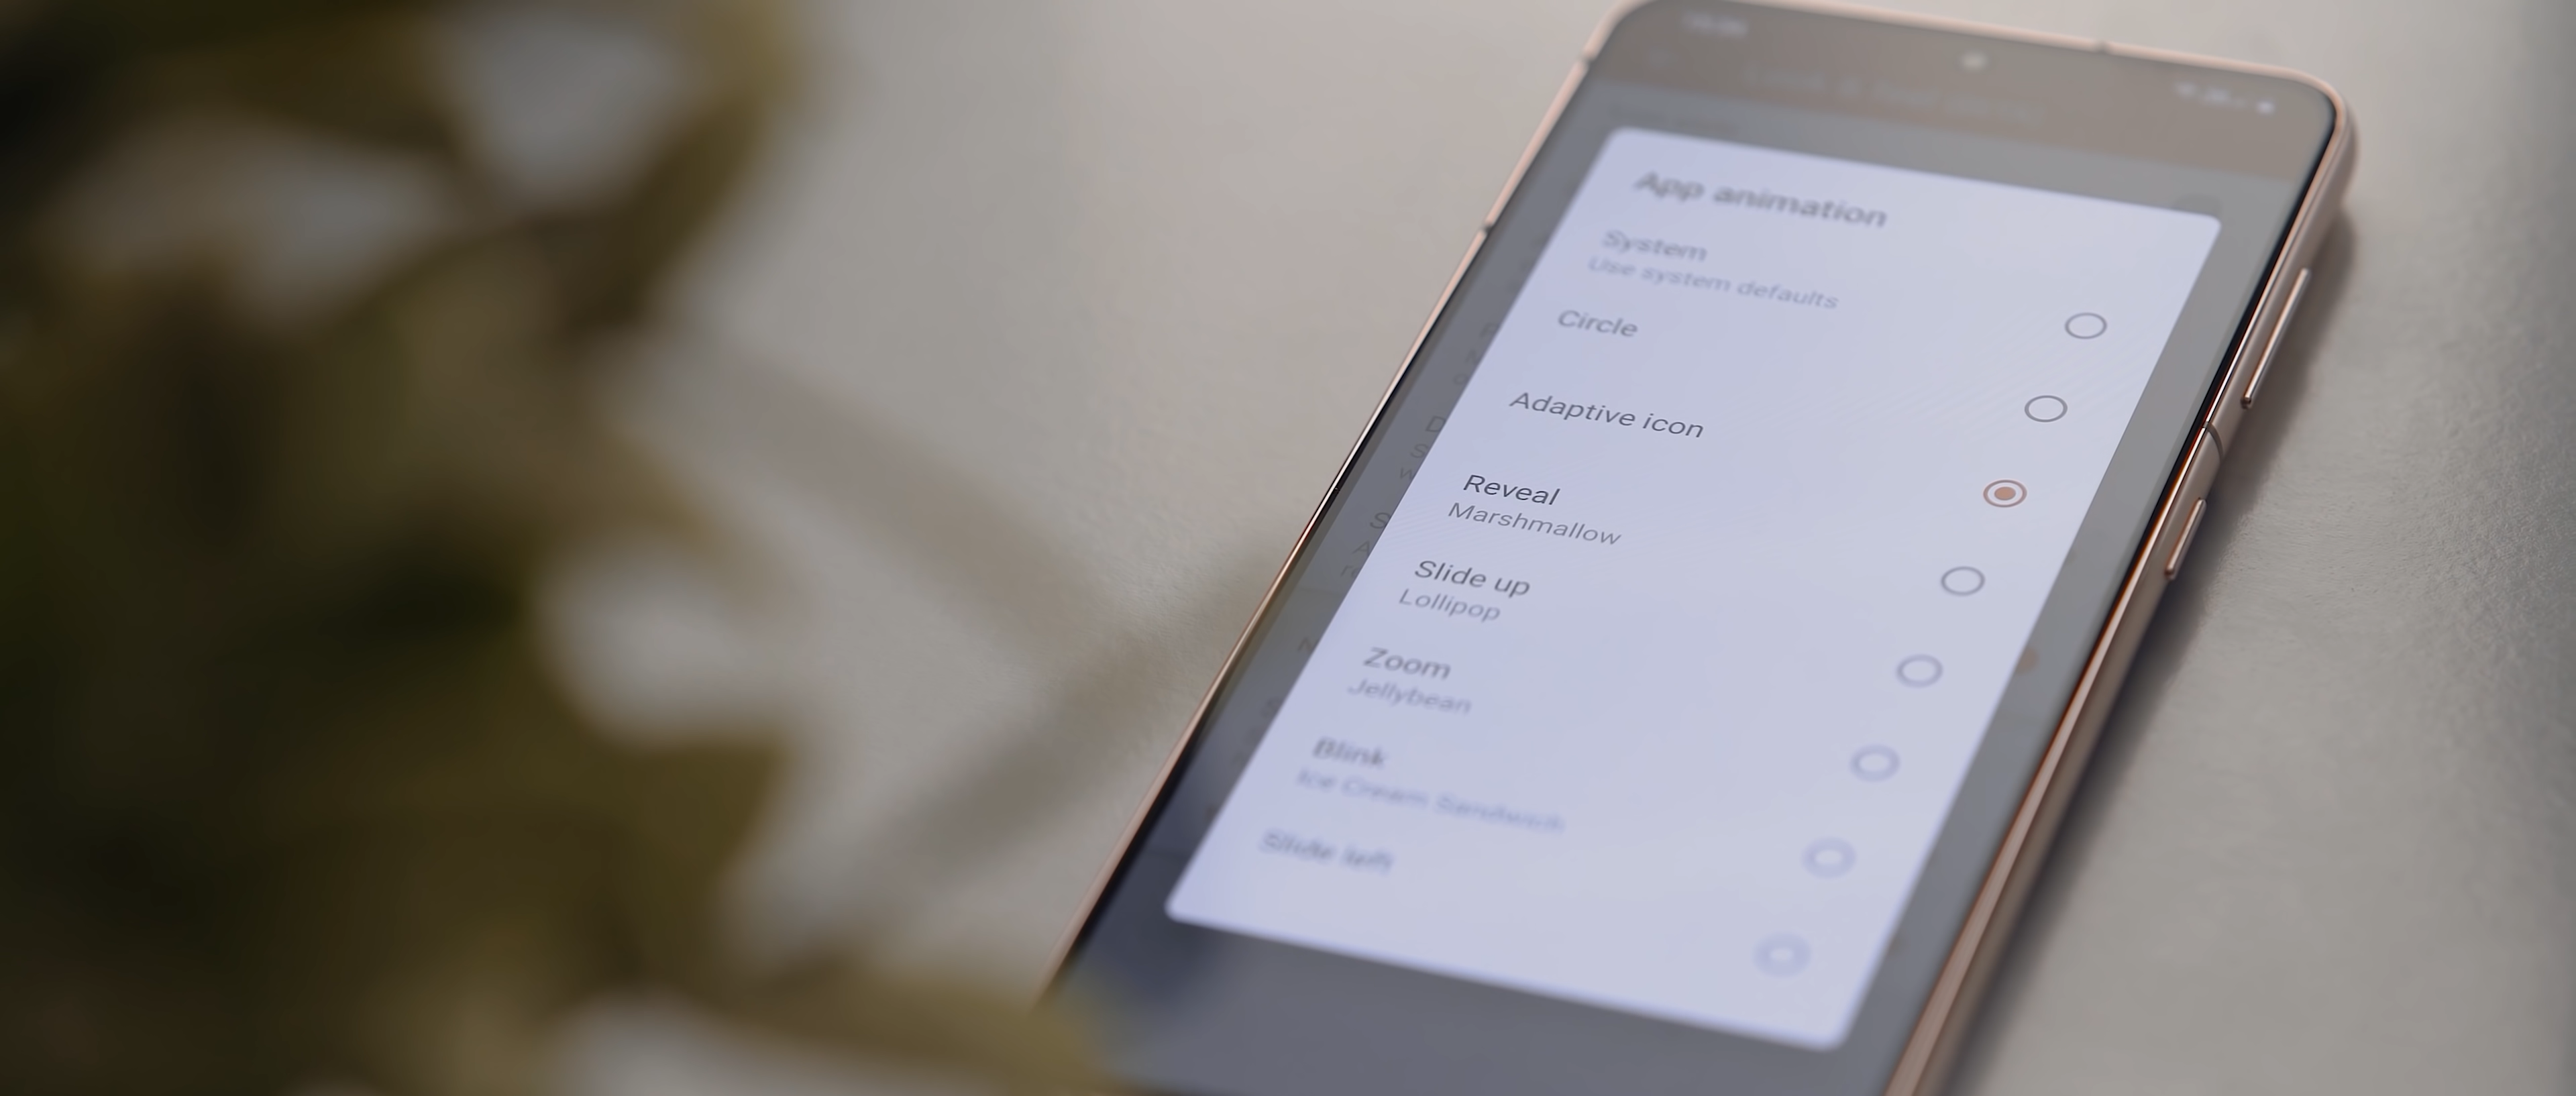 App animation
System
Use system defaults
Circle
Adaptive icon
Reveal
Marshmallow
Slide up
Lollipop
Zoom
Jellybean
Blink
Ice Cream Sandwich
Slide left